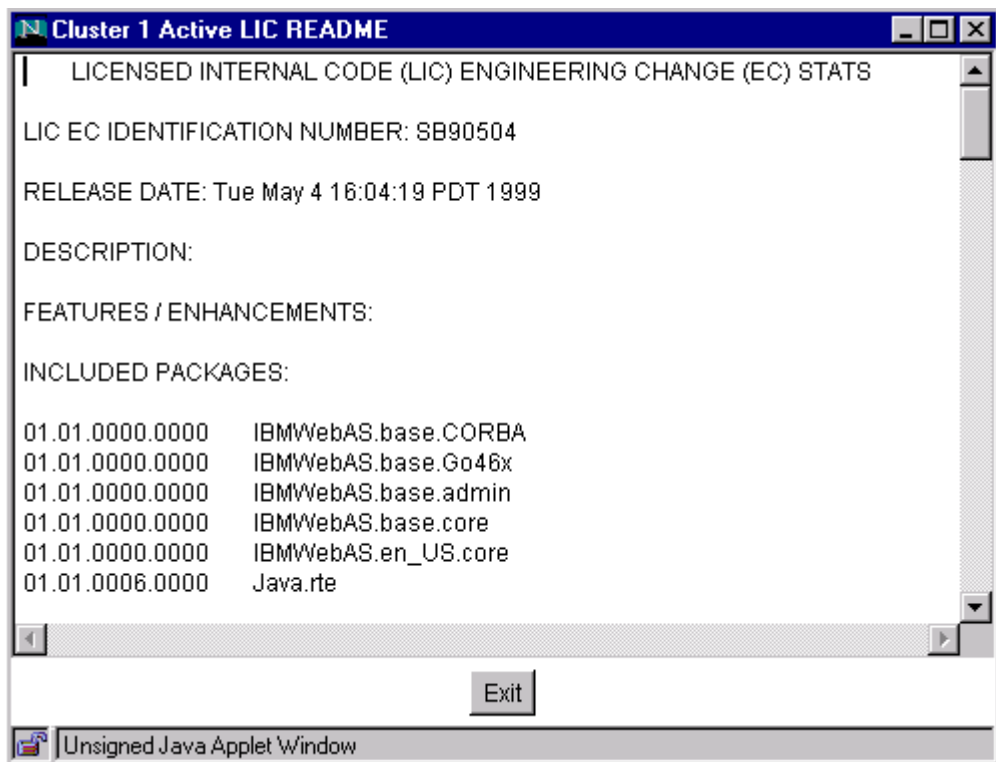 Cluster 1 Active LIC README
LICENSED INTERNAL CODE (LIC) ENGINEERING CHANGE (EC) STATS
LIC EC IDENTIFICATION NUMBER: SB90504
RELEASE DATE: Tue May 4 16:04:19 PDT 1999
DESCRIPTION:
FEATURES / ENHANCEMENTS:
INCLUDED PACKAGES:
01.01.0000.0000 IBMWebAS.base.CORBA
01.01.0000.0000 IBMWebAS.base.Go46x
01.01.0000.0000 IBMWebAS.base.admin
01.01.0000.0000 IBMWebAS.base.core
01.01.0000.0000 IBMWebAS.en_US.core
01.01.0006.0000 Java.rte
Exit
Unsigned Java Applet Window